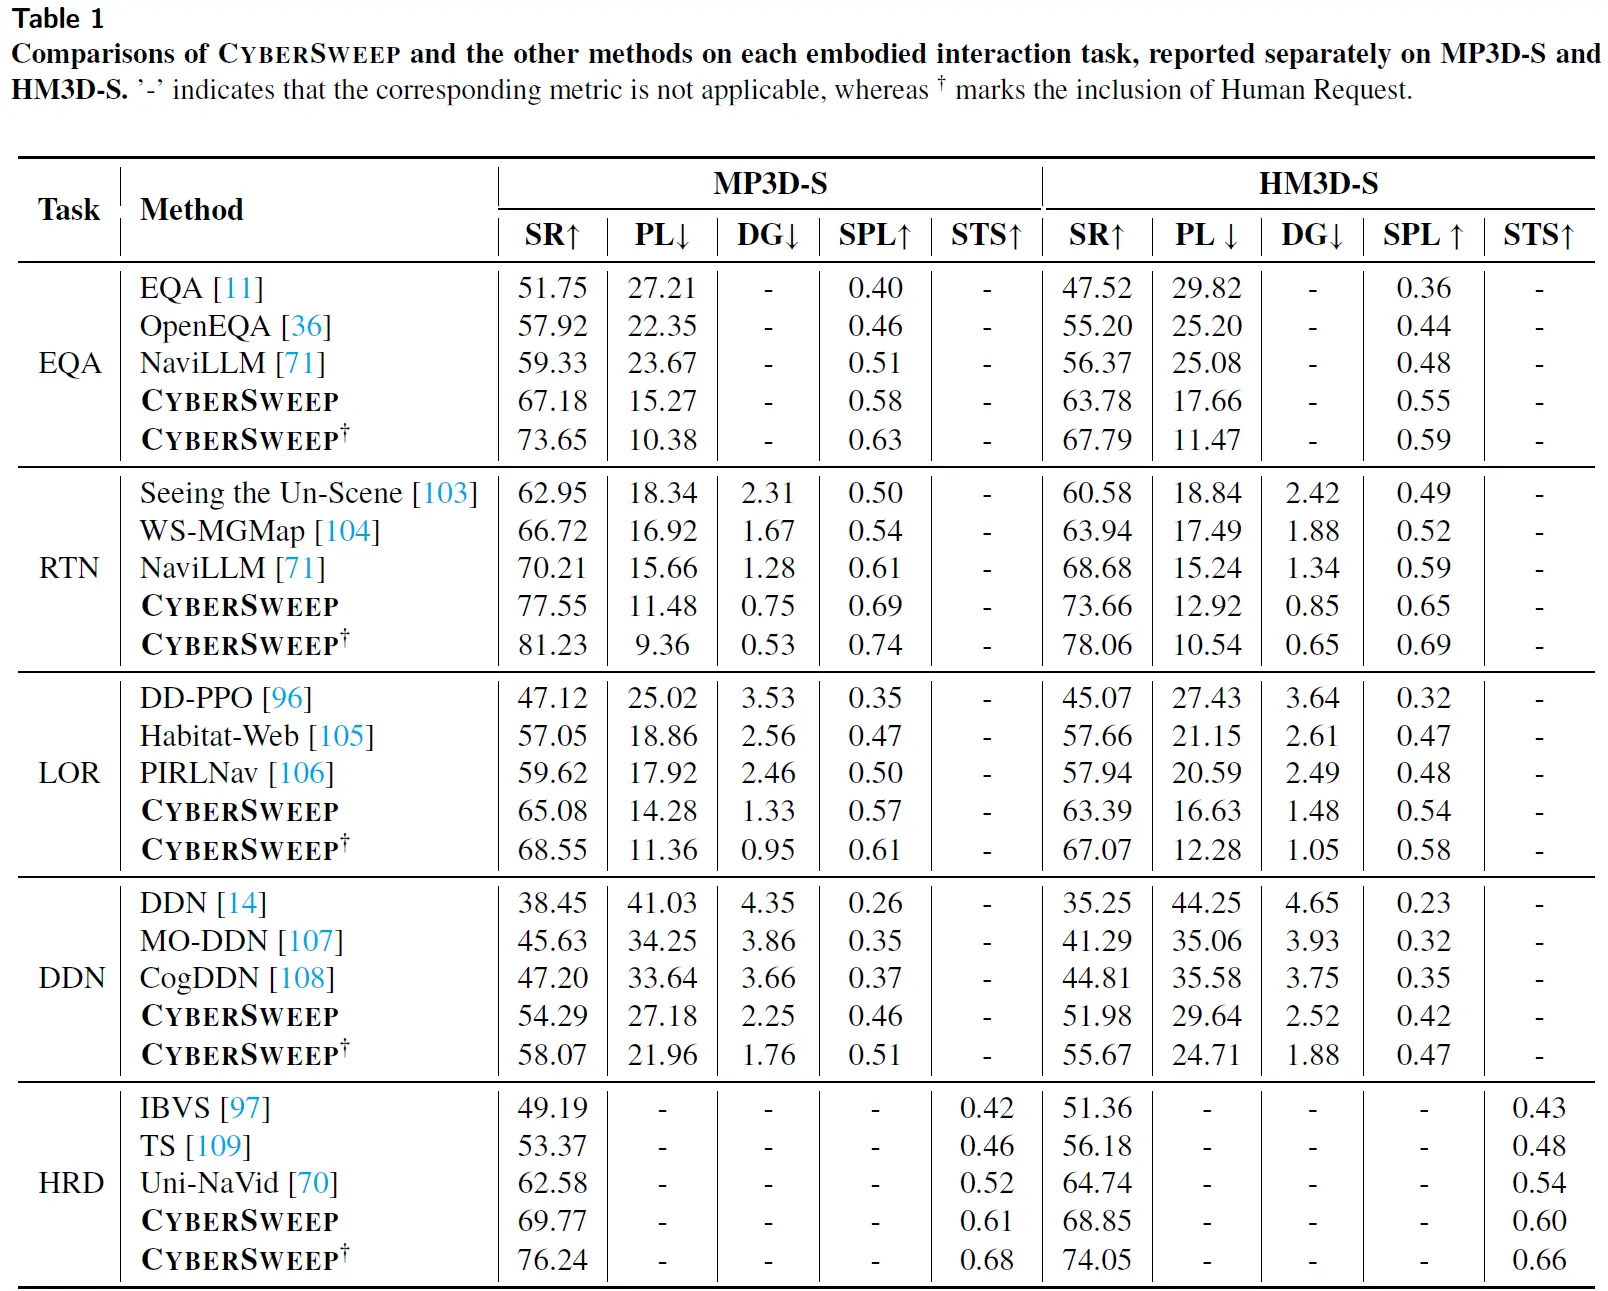 Table 1
Comparisons of CYBERSWEEP and the other methods on each embodied interaction task, reported separately on MP3D-S and
HM3D-S. '-' indicates that the corresponding metric is not applicable, whereas † marks the inclusion of Human Request.
Task Method MP3D-S HM3D-S
SR↑ PL↓ DG↓ SPL↑ STS↑ SR↑ PL ↓ DG↓ SPL ↑ STS↑
EQA [11] 51.75 27.21 - 0.40 - 47.52 29.82 - 0.36 -
OpenEQA [36] 57.92 22.35 - 0.46 - 55.20 25.20 - 0.44 -
EQA NaviLLM [71] 59.33 23.67 - 0.51 - 56.37 25.08 - 0.48 -
CYBERSWEEP 67.18 15.27 - 0.58 - 63.78 17.66 - 0.55 -
CYBERSWEEP† 73.65 10.38 - 0.63 - 67.79 11.47 - 0.59 -
Seeing the Un-Scene [103] 62.95 18.34 2.31 0.50 - 60.58 18.84 2.42 0.49 -
WS-MGMap [104] 66.72 16.92 1.67 0.54 - 63.94 17.49 1.88 0.52 -
RTN NaviLLM [71] 70.21 15.66 1.28 0.61 - 68.68 15.24 1.34 0.59 -
CYBERSWEEP 77.55 11.48 0.75 0.69 - 73.66 12.92 0.85 0.65 -
CYBERSWEEP† 81.23 9.36 0.53 0.74 - 78.06 10.54 0.65 0.69 -
DD-PPO [96] 47.12 25.02 3.53 0.35 - 45.07 27.43 3.64 0.32 -
Habitat-Web [105] 57.05 18.86 2.56 0.47 - 57.66 21.15 2.61 0.47 -
LOR PIRLNav [106] 59.62 17.92 2.46 0.50 - 57.94 20.59 2.49 0.48 -
CYBERSWEEP 65.08 14.28 1.33 0.57 - 63.39 16.63 1.48 0.54 -
CYBERSWEEP† 68.55 11.36 0.95 0.61 - 67.07 12.28 1.05 0.58 -
DDN [14] 38.45 41.03 4.35 0.26 - 35.25 44.25 4.65 0.23 -
MO-DDN [107] 45.63 34.25 3.86 0.35 - 41.29 35.06 3.93 0.32 -
DDN CogDDN [108] 47.20 33.64 3.66 0.37 - 44.81 35.58 3.75 0.35 -
CYBERSWEEP 54.29 27.18 2.25 0.46 - 51.98 29.64 2.52 0.42 -
CYBERSWEEP† 58.07 21.96 1.76 0.51 - 55.67 24.71 1.88 0.47 -
IBVS [97] 49.19 - - - 0.42 51.36 - - - 0.43
TS [109] 53.37 - - - 0.46 56.18 - - - 0.48
HRD Uni-NaVid [70] 62.58 - - - 0.52 64.74 - - - 0.54
CYBERSWEEP 69.77 - - - 0.61 68.85 - - - 0.60
CYBERSWEEP† 76.24 - - - 0.68 74.05 - - - 0.66